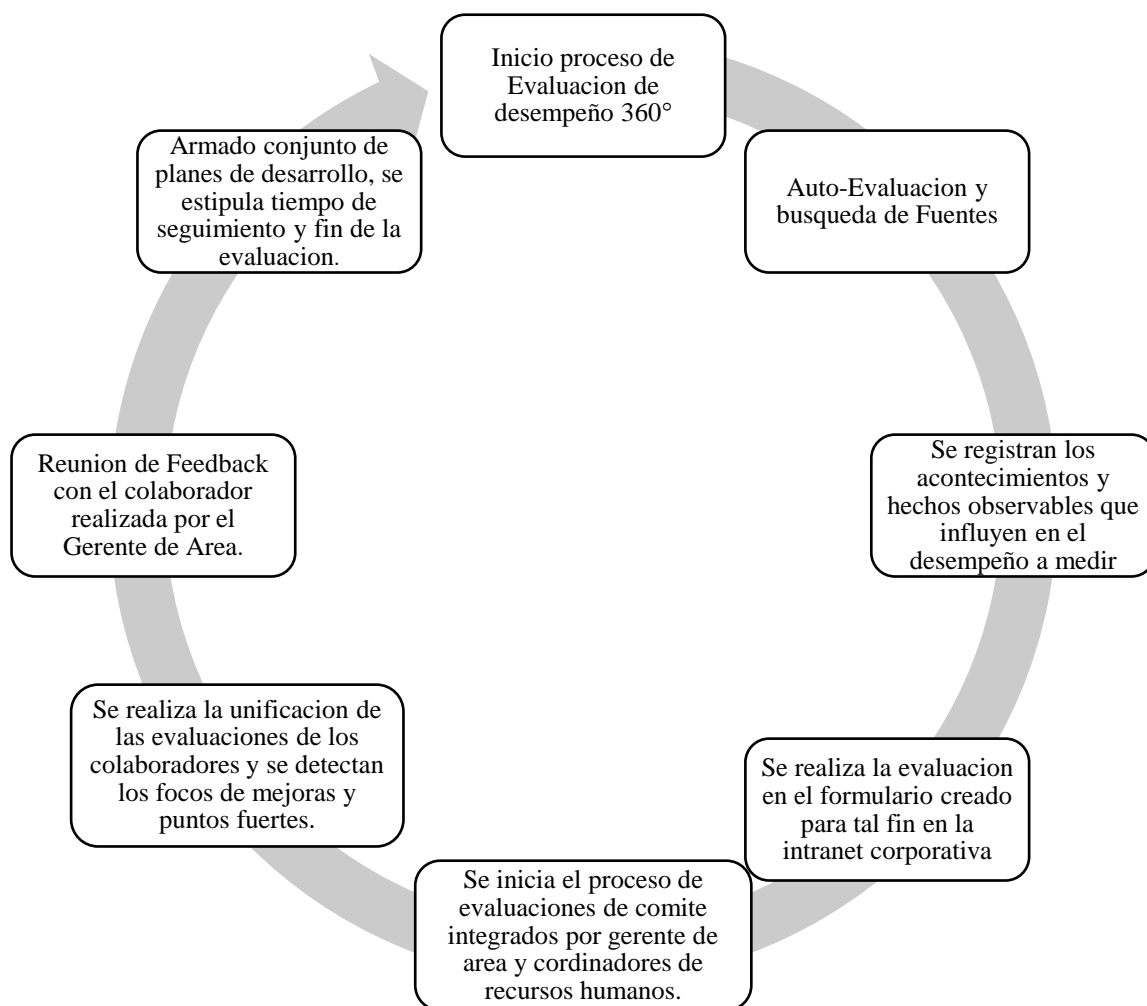 Inicio proceso de
Evaluacion de
desempeño 360°
Auto-Evaluacion y
busqueda de Fuentes
Se registran los
acontecimientos y
hechos observables que
influyen en el
desempeño a medir
Se realiza la evaluacion
en el formulario creado
para tal fin en la
intranet corporativa
Se inicia el proceso de
evaluaciones de comite
integrados por gerente de
area y cordinadores de
recursos humanos.
Se realiza la unificacion de
las evaluaciones de los
colaboradores y se detectan
los focos de mejoras y
puntos fuertes.
Reunion de Feedback
con el colaborador
realizada por el
Gerente de Area.
Armado conjunto de
planes de desarrollo, se
estipula tiempo de
seguimiento y fin de la
evaluacion.